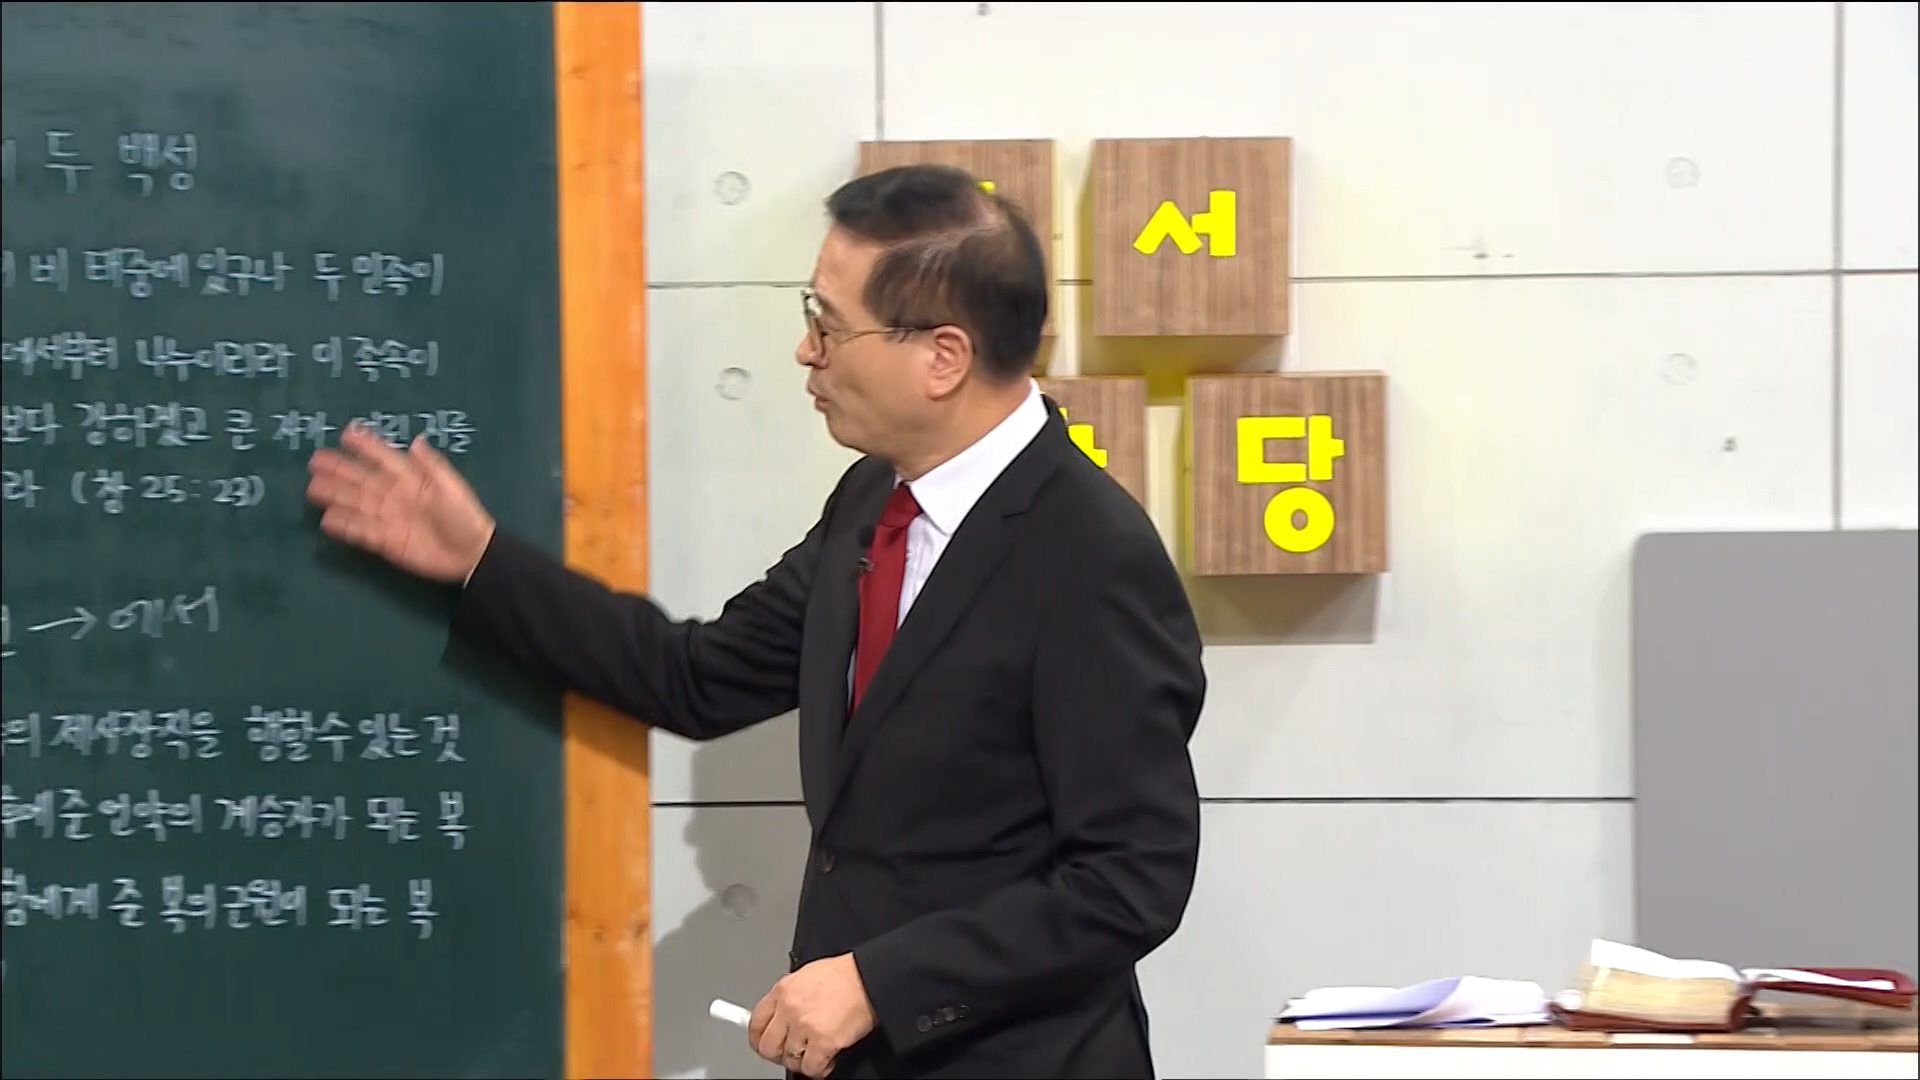 두 백성
태중에 있구나 두 민족이
에서부터 나누이리라 이 족속이
보다 강하겠고 큰 자가 어린 자를
라 (창 25:23)
→ 에서
의 제사장직을 행할 수 있는 것
준 언약의 계승자가 되는 복
함에게 준 복의 근원이 되는 복
서
당